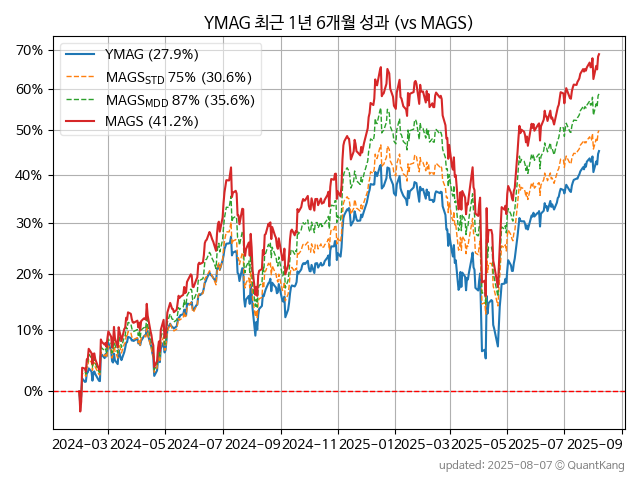 YMAG 최근 1년 6개월 성과 (vs MAGS)
YMAG (27.9%)
MAGS_STD 75% (30.6%)
MAGS_MDD 87% (35.6%)
MAGS (41.2%)
70%
60%
50%
40%
30%
20%
10%
0%
2024-03 2024-05 2024-07 2024-09 2024-11 2025-01 2025-03 2025-05 2025-07 2025-09
updated: 2025-08-07 © QuantKang